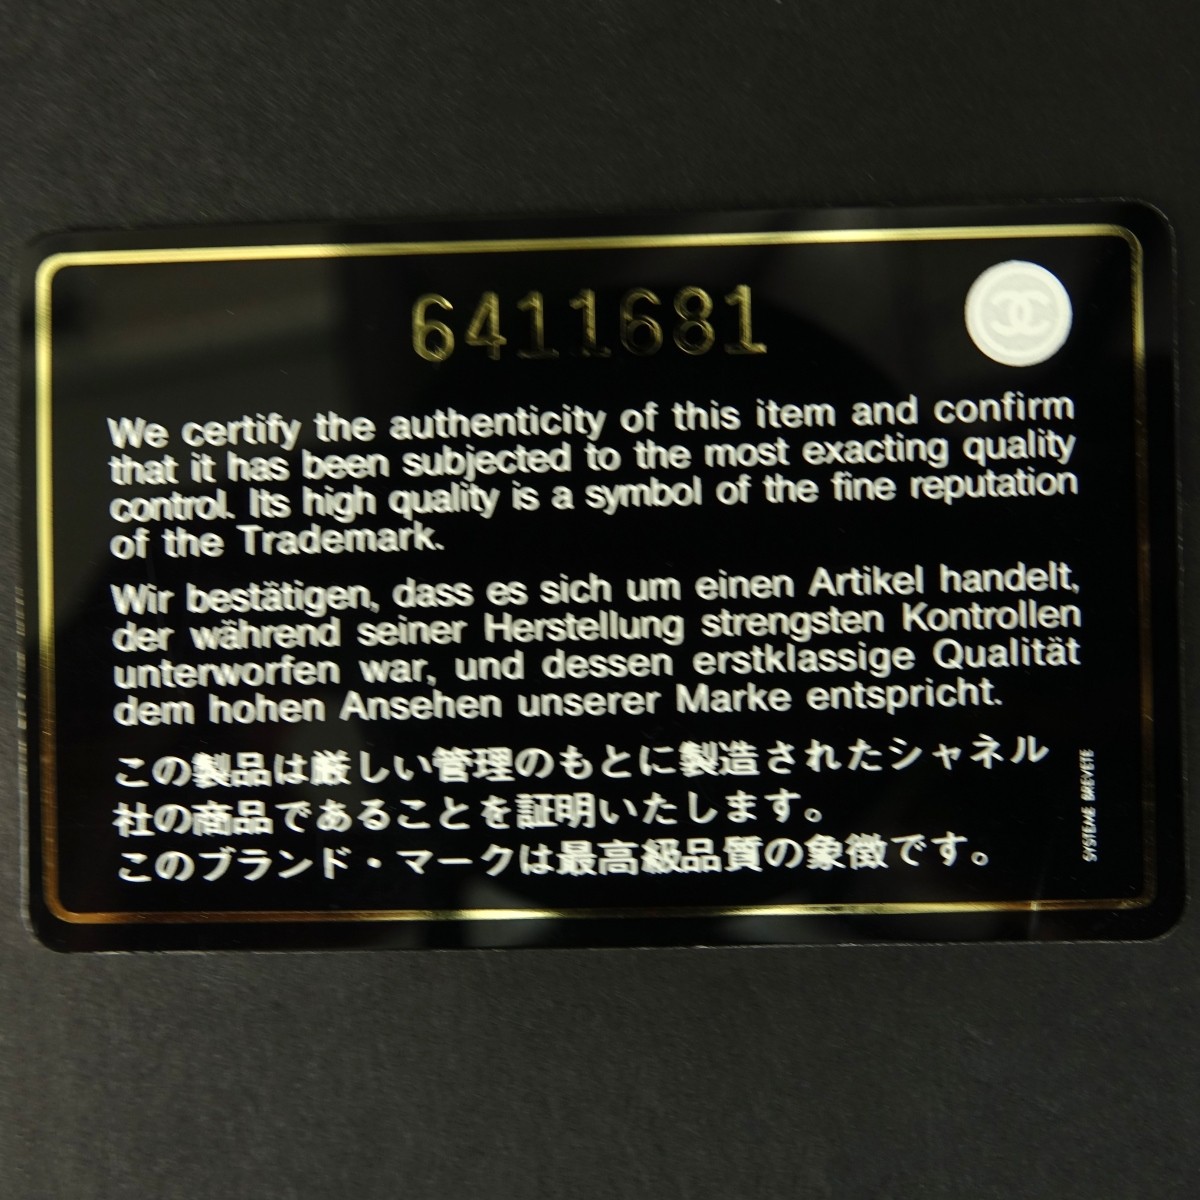 6411681
We certify the authenticity of this item and confirm
that it has been subjected to the most exacting quality
control. Its high quality is a symbol of the fine reputation
of the Trademark.
Wir bestätigen, dass es sich um einen Artikel handelt,
der während seiner Herstellung strengsten Kontrollen
unterworfen war, und dessen erstklassige Qualität
dem hohen Ansehen unserer Marke entspricht.
この製品は厳しい管理のもとに製造されたシャネル
社の商品であることを証明いたします。
このブランド・マークは最高級品質の象徴です。
SYSTEME BREVETE